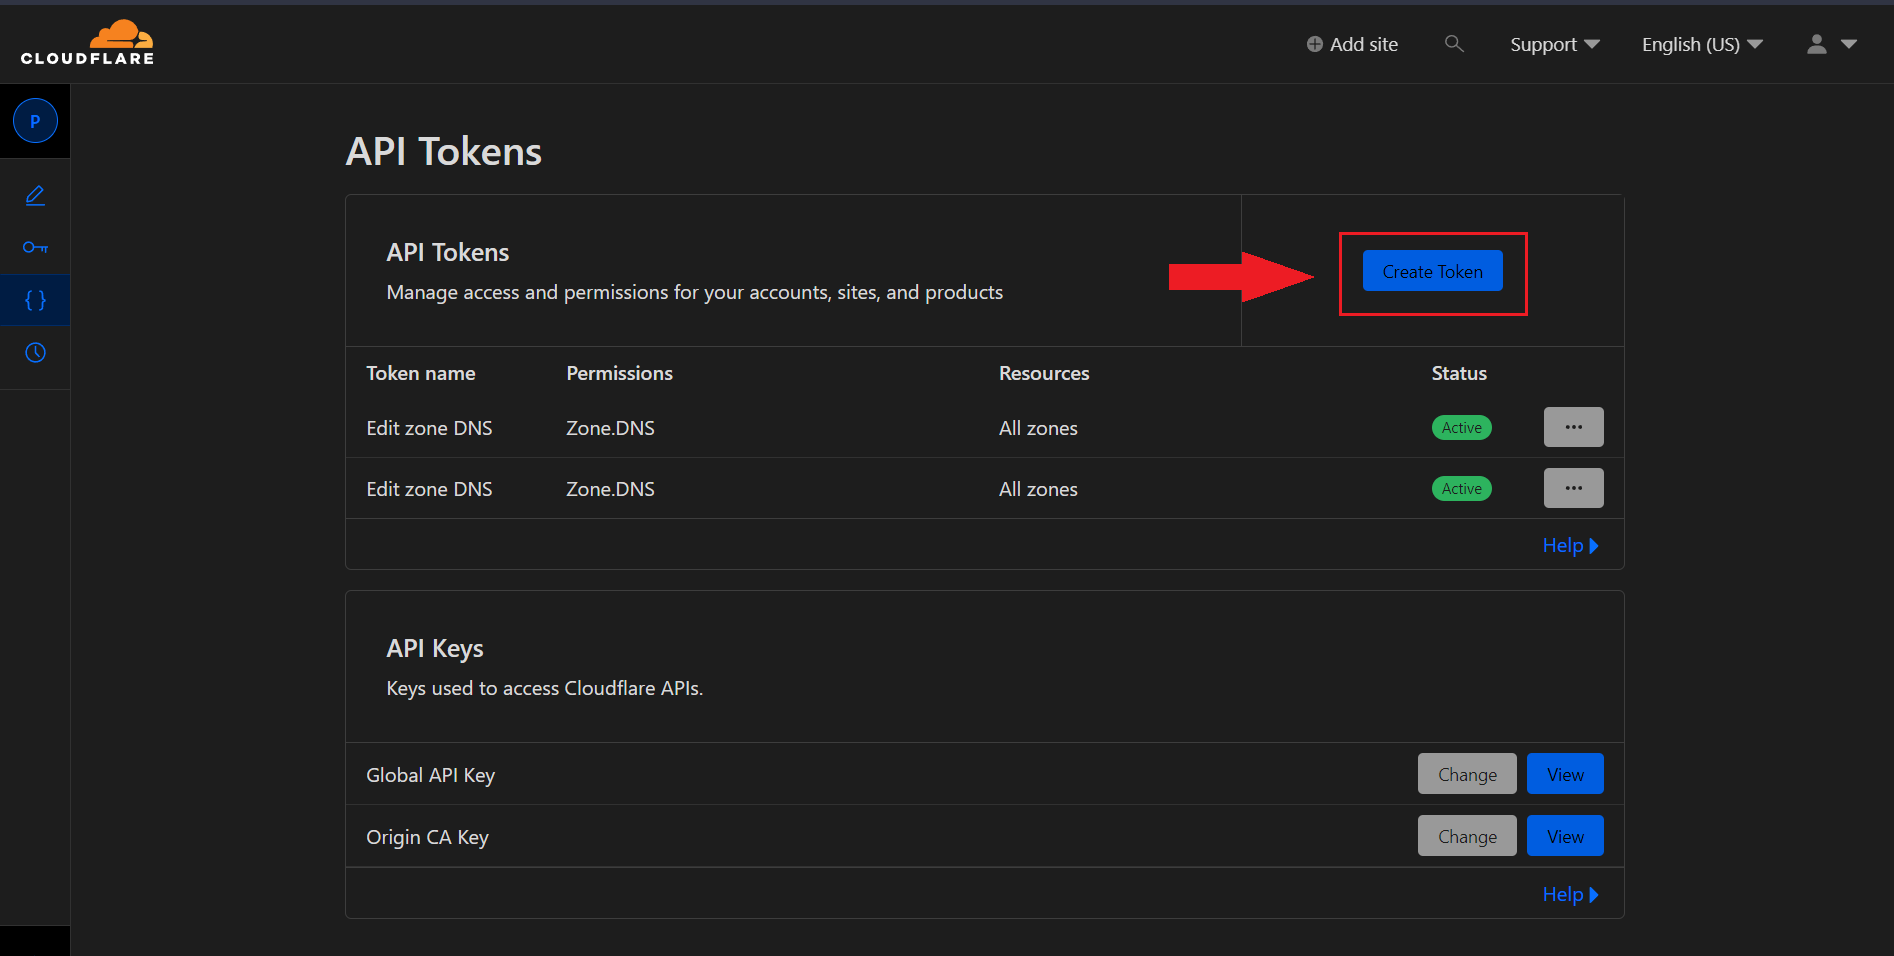 CLOUDFLARE
Add site Support English (US)
P
API Tokens
API Tokens
Manage access and permissions for your accounts, sites, and products
Create Token
Token name Permissions Resources Status
Edit zone DNS Zone.DNS All zones Active ...
Edit zone DNS Zone.DNS All zones Active ...
Help
API Keys
Keys used to access Cloudflare APIs.
Global API Key Change View
Origin CA Key Change View
Help